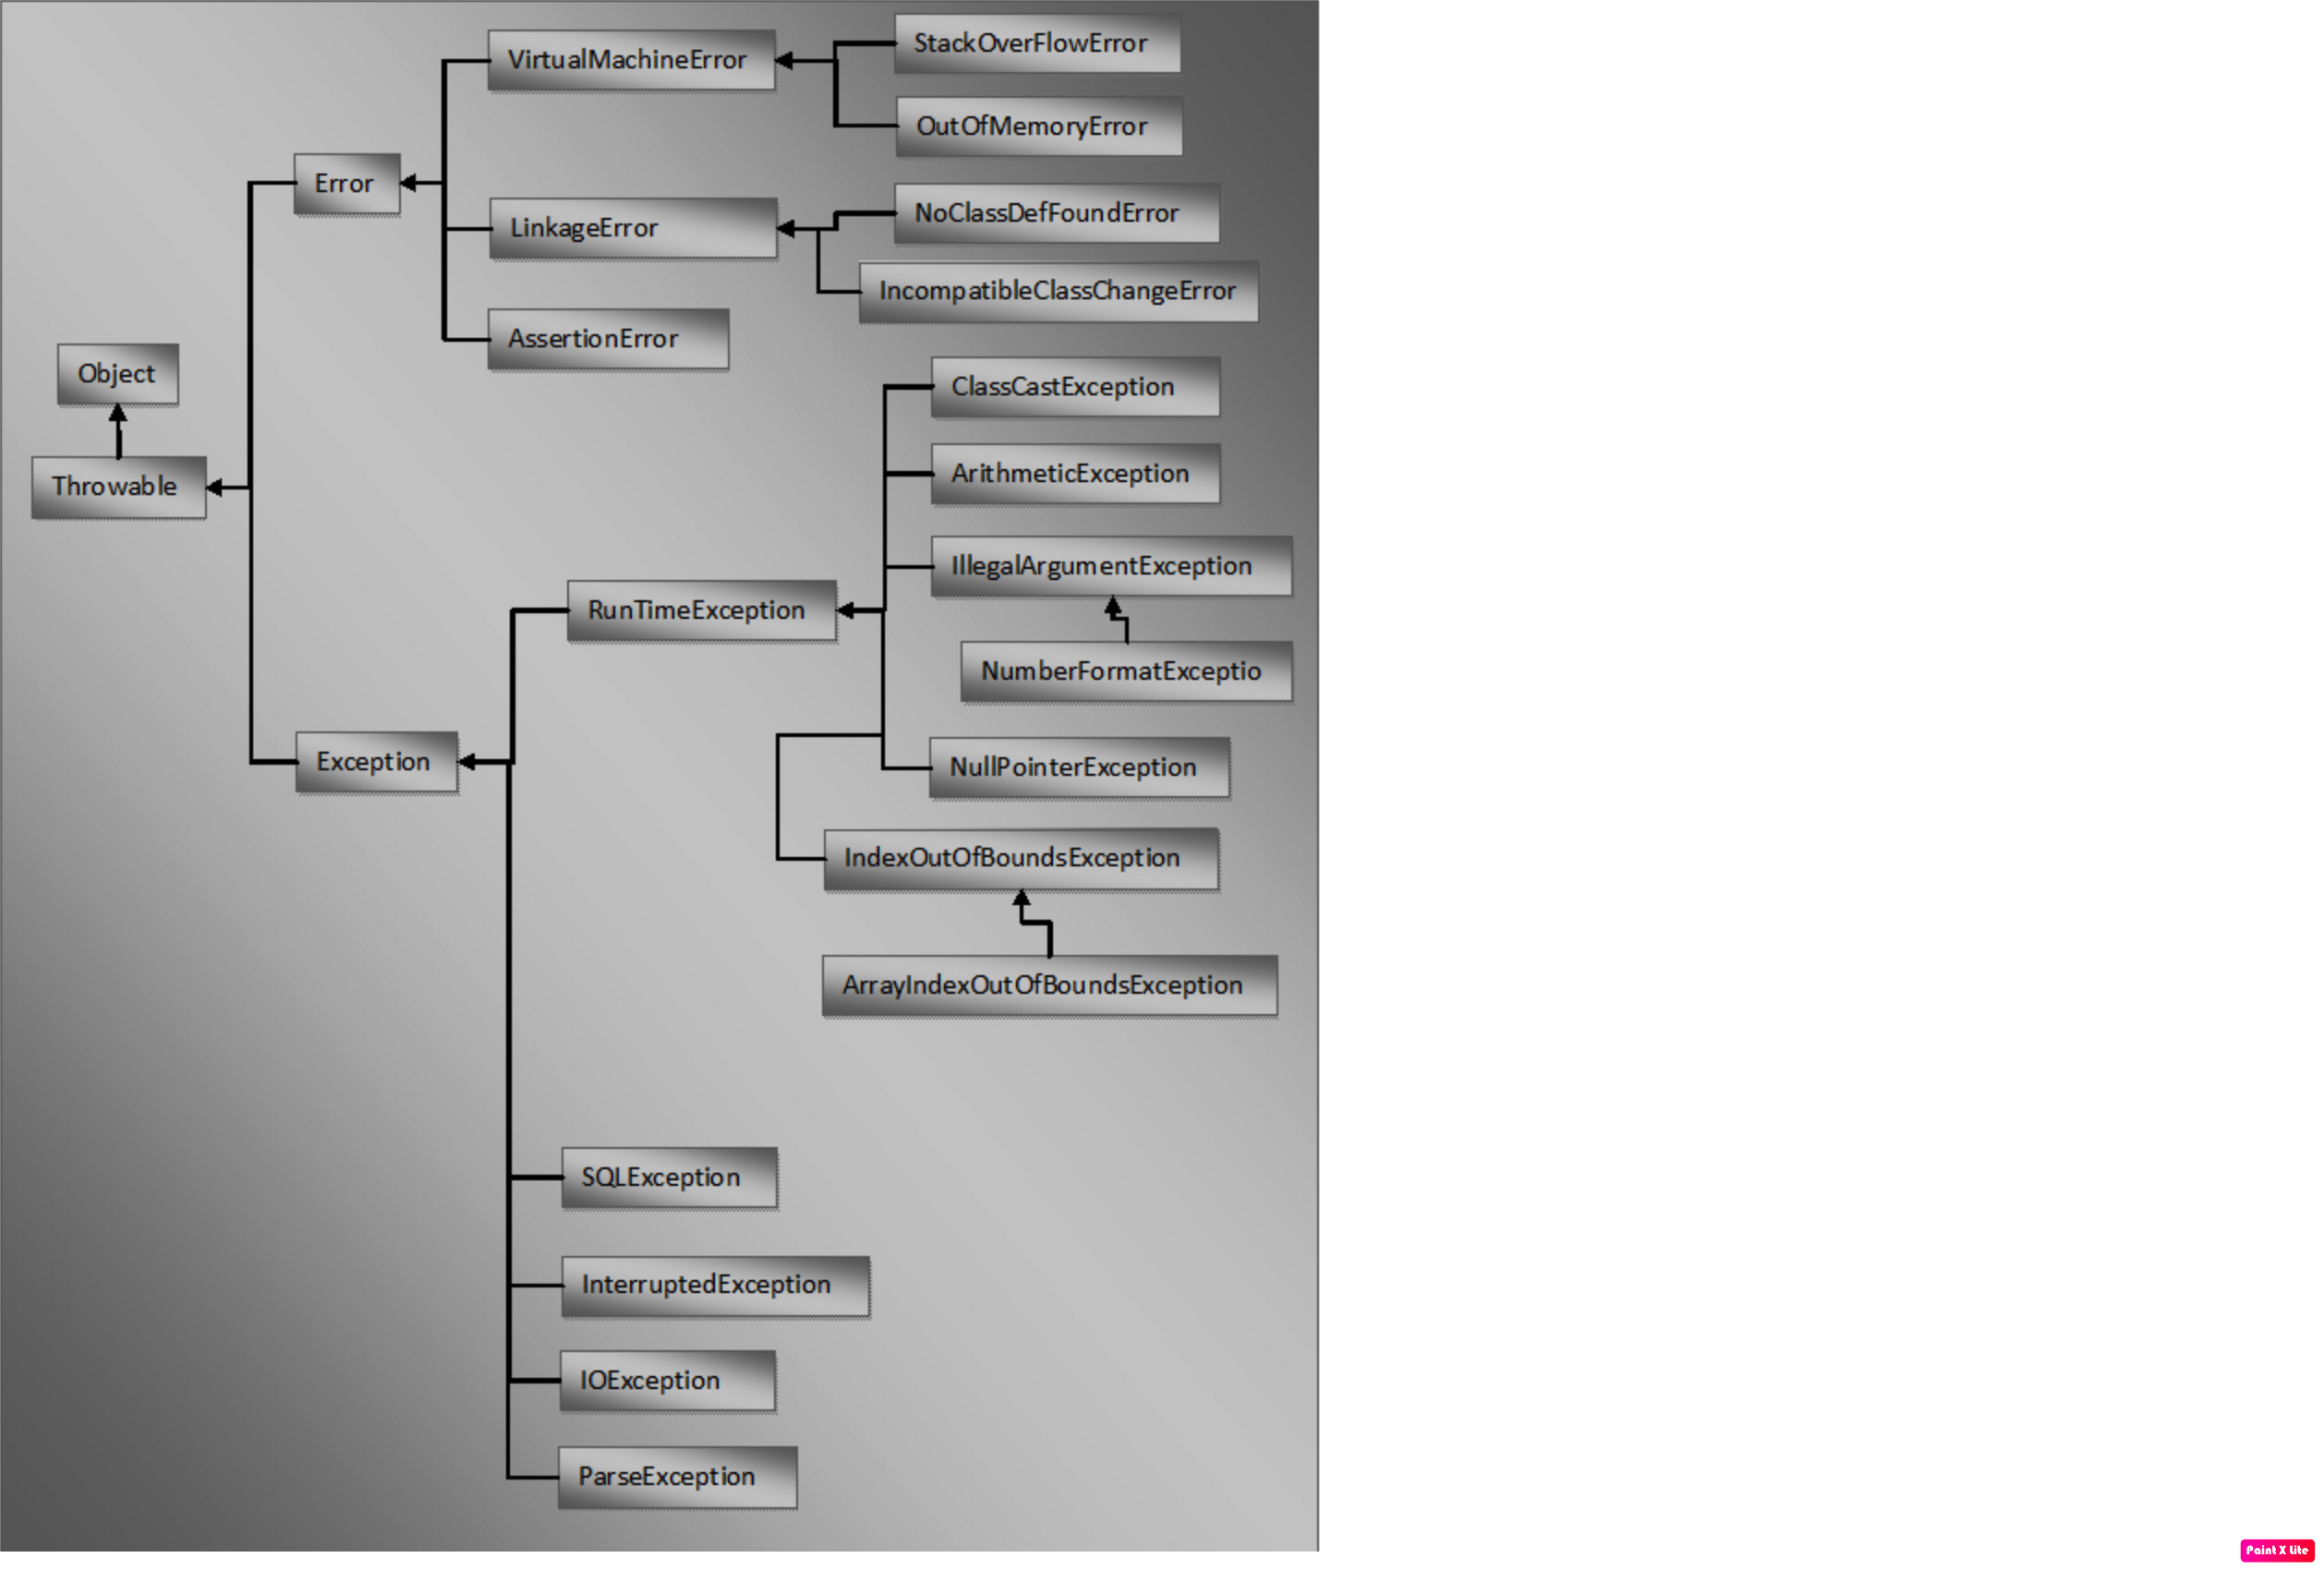 StackOverFlowError
VirtualMachineError
OutOfMemoryError
Error
NoClassDefFoundError
LinkageError
IncompatibleClassChangeError
AssertionError
Object
ClassCastException
ArithmeticException
Throwable
IllegalArgumentException
RunTimeException
NumberFormatExceptio
Exception
NullPointerException
IndexOutOfBoundsException
ArrayIndexOutOfBoundsException
SQLException
InterruptedException
IOException
ParseException
Paint X Lite